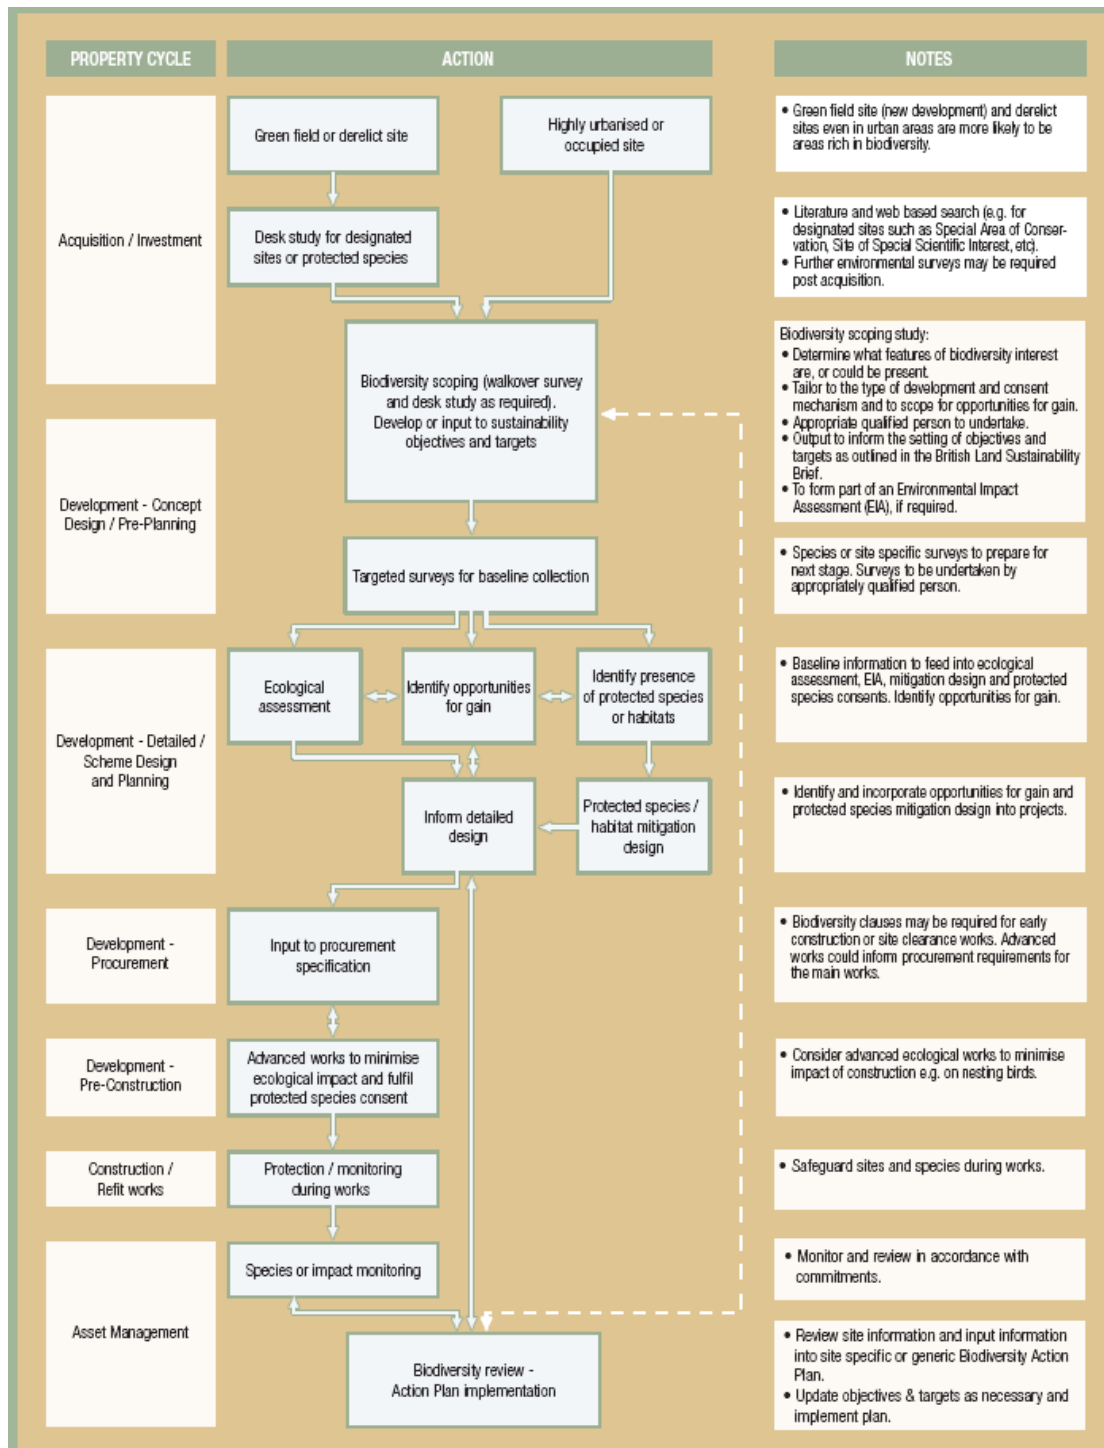 PROPERTY CYCLE
ACTION
NOTES
Acquisition / Investment
Green field or derelict site
Highly urbanised or
occupied site
• Green field site (new development) and derelict
sites even in urban areas are more likely to be
areas rich in biodiversity.
Desk study for designated
sites or protected species
• Literature and web based search (e.g. for
designated sites such as Special Area of Conser-
vation, Site of Special Scientific Interest, etc).
• Further environmental surveys may be required
post acquisition.
Biodiversity scoping (walkover survey
and desk study as required).
Develop or input to sustainability
objectives and targets
Biodiversity scoping study:
• Determine what features of biodiversity interest
are, or could be present.
• Tailor to the type of development and consent
mechanism and to scope for opportunities for gain.
• Appropriate qualified person to undertake.
• Output to inform the setting of objectives and
targets as outlined in the British Land Sustainability
Brief.
• To form part of an Environmental Impact
Assessment (EIA), if required.
Development - Concept
Design / Pre-Planning
Targeted surveys for baseline collection
• Species or site specific surveys to prepare for
next stage. Surveys to be undertaken by
appropriately qualified person.
Development - Detailed /
Scheme Design
and Planning
Ecological
assessment
Identify opportunities
for gain
Identify presence
of protected species
or habitats
• Baseline information to feed into ecological
assessment, EIA, mitigation design and protected
species consents. Identify opportunities for gain.
Inform detailed
design
Protected species /
habitat mitigation
design
• Identify and incorporate opportunities for gain and
protected species mitigation design into projects.
Development -
Procurement
Input to procurement
specification
• Biodiversity clauses may be required for early
construction or site clearance works. Advanced
works could inform procurement requirements for
the main works.
Development -
Pre-Construction
Advanced works to minimise
ecological impact and fulfil
protected species consent
• Consider advanced ecological works to minimise
impact of construction e.g. on nesting birds.
Construction /
Refit works
Protection / monitoring
during works
• Safeguard sites and species during works.
Asset Management
Species or impact monitoring
• Monitor and review in accordance with
commitments.
Biodiversity review -
Action Plan implementation
• Review site information and input information
into site specific or generic Biodiversity Action
Plan.
• Update objectives & targets as necessary and
implement plan.